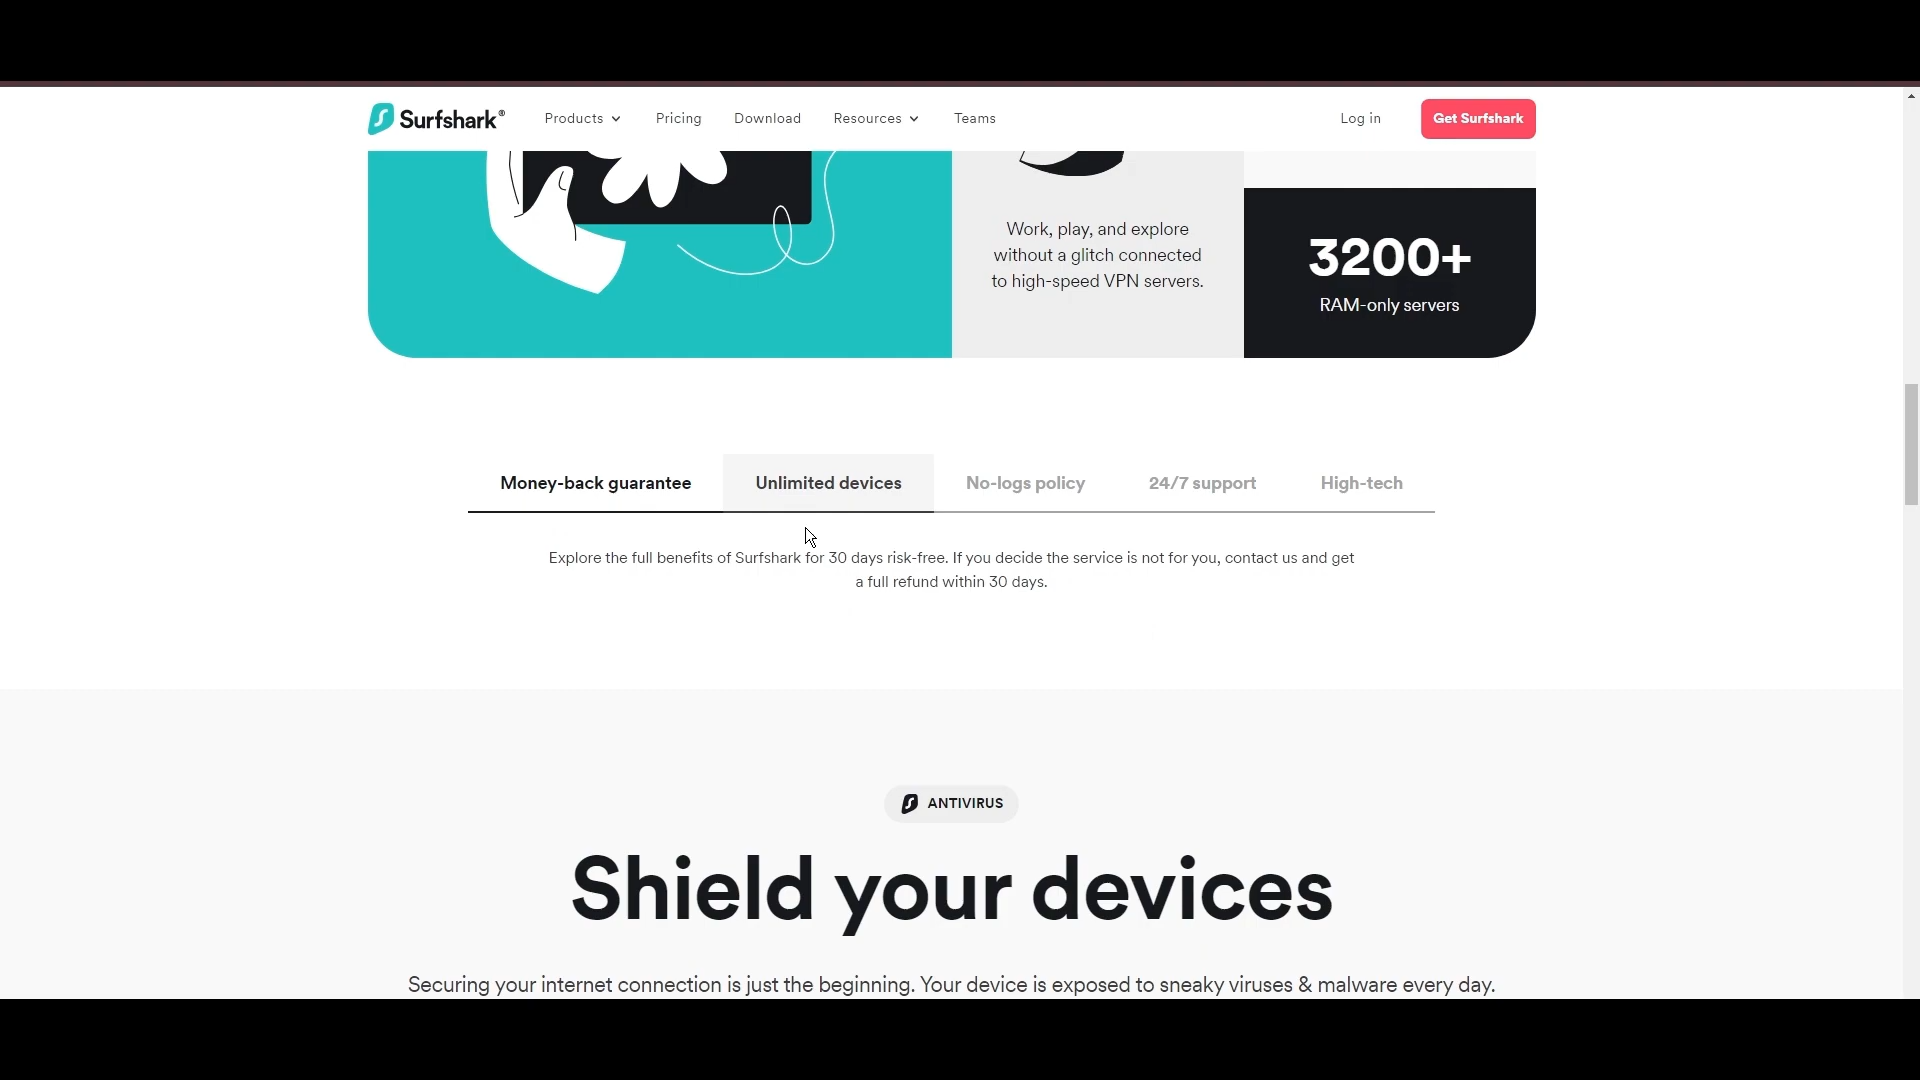 Surfshark®
Products
Pricing
Download
Resources
Teams
Log in
Get Surfshark
Work, play, and explore
without a glitch connected
to high-speed VPN servers.
3200+
RAM-only servers
Money-back guarantee
Unlimited devices
No-logs policy
24/7 support
High-tech
Explore the full benefits of Surfshark for 30 days risk-free. If you decide the service is not for you, contact us and get
a full refund within 30 days.
ANTIVIRUS
Shield your devices
Securing your internet connection is just the beginning. Your device is exposed to sneaky viruses & malware every day.